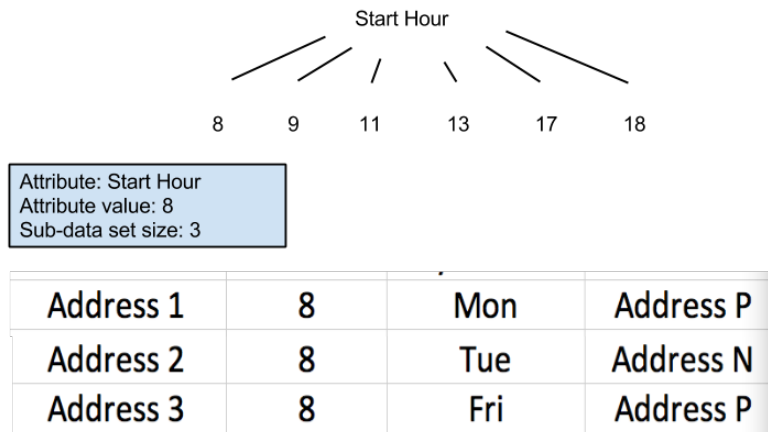 Start Hour
8 9 11 13 17 18
Attribute: Start Hour
Attribute value: 8
Sub-data set size: 3
Address 1 8 Mon Address P
Address 2 8 Tue Address N
Address 3 8 Fri Address P